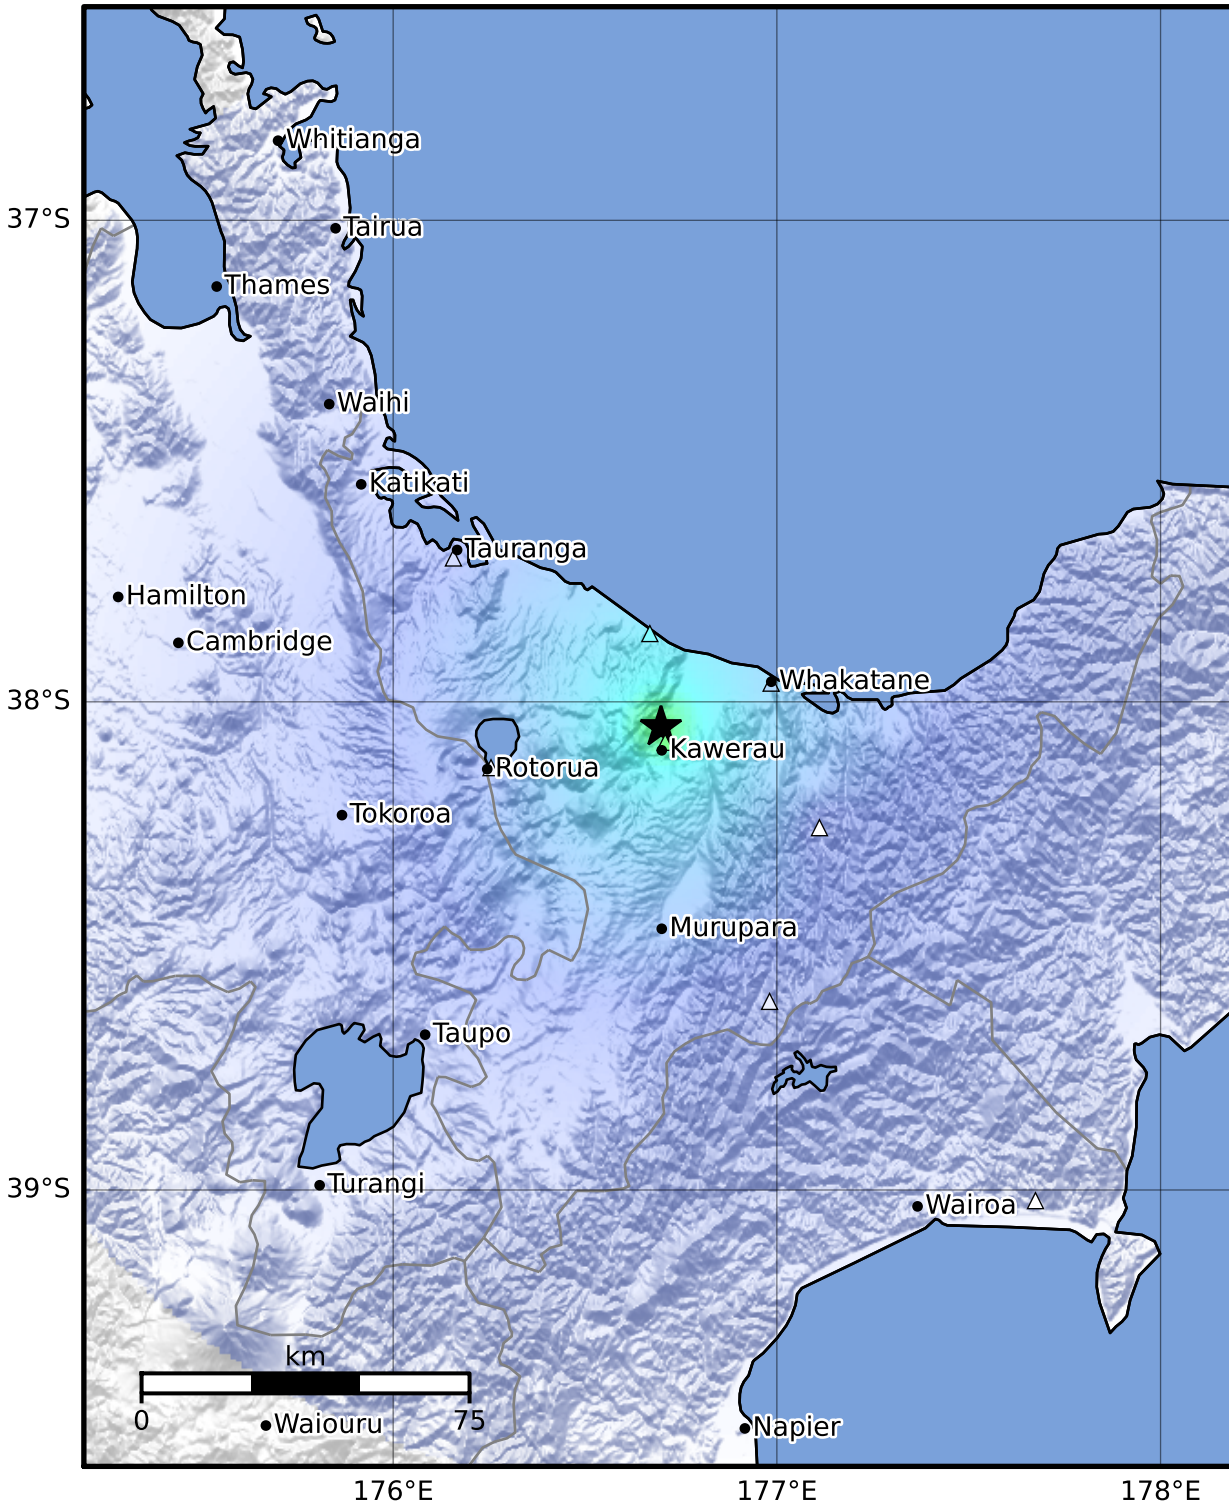 Whitianga
37°S
Tairua
Thames
Waihi
Katikati
Tauranga
Hamilton
Cambridge
Whakatane
38°S
Kawerau
Rotorua
Tokoroa
Murupara
Taupo
39°S
Turangi
Wairoa
km
0
75
Waiouru
Napier
176°E
177°E
178°E